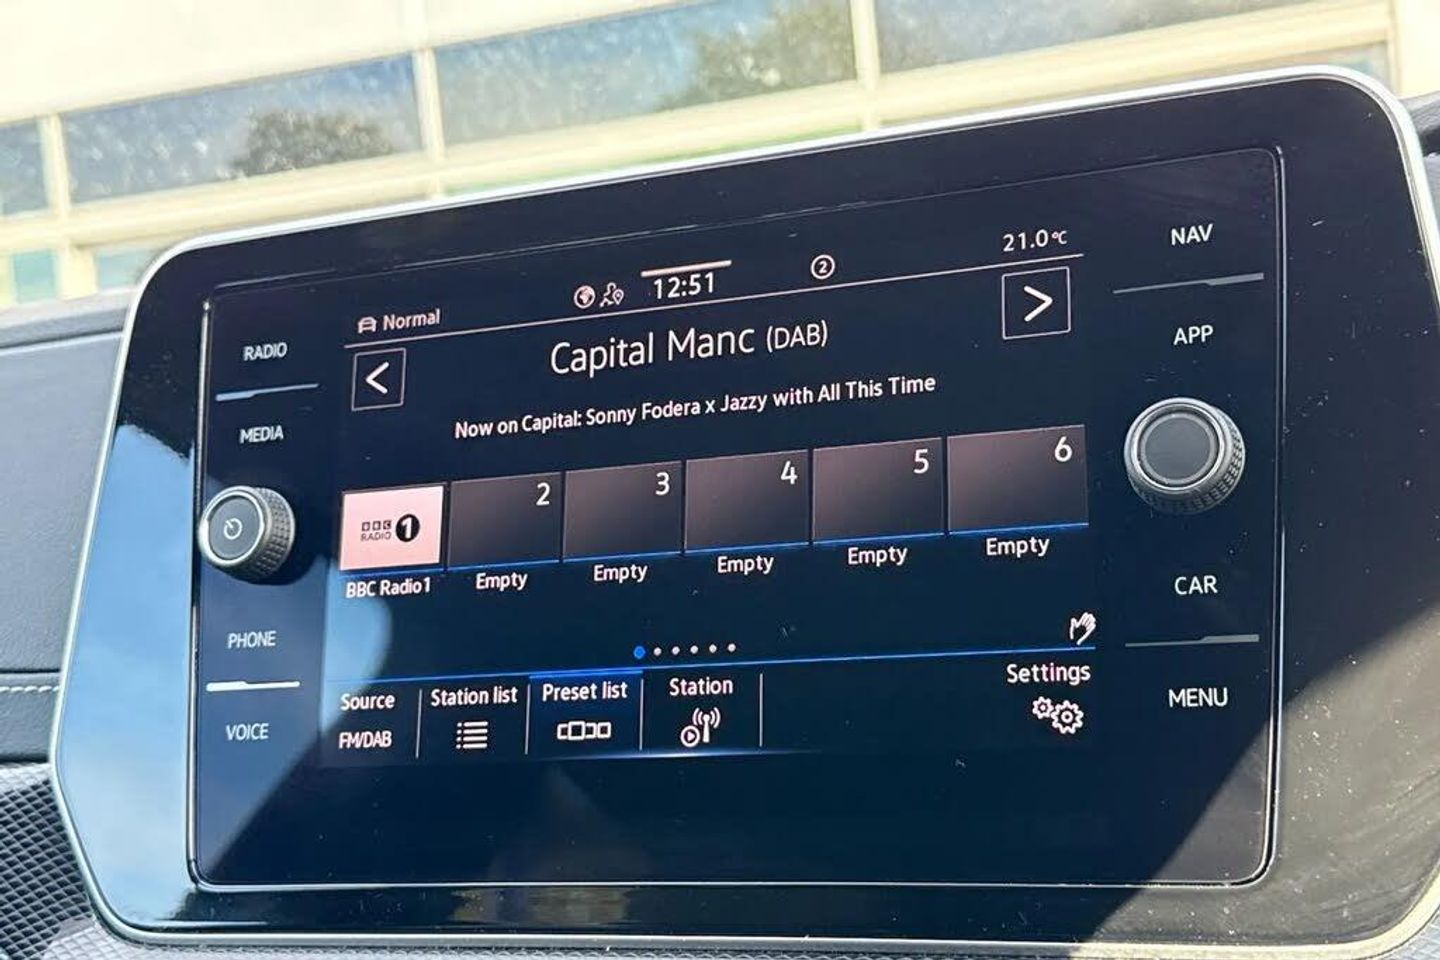 Normal
12:51
2
21.0°C
Capital Manc (DAB)
Now on Capital: Sonny Fodera x Jazzy with All This Time
BBC RADIO 1
2
3
4
5
6
BBC Radio 1
Empty
Empty
Empty
Empty
Empty
Source
FM/DAB
Station list
Preset list
Station
Settings
RADIO
MEDIA
PHONE
VOICE
NAV
APP
CAR
MENU